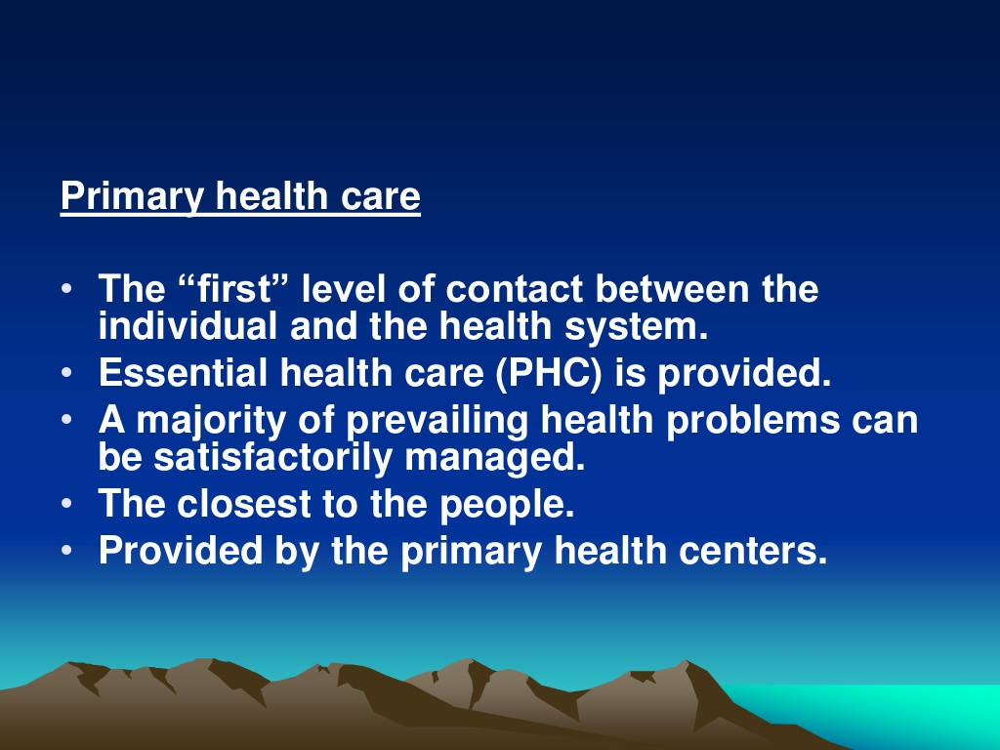 Primary health care
• The “first” level of contact between the
individual and the health system.
• Essential health care (PHC) is provided.
• A majority of prevailing health problems can
be satisfactorily managed.
• The closest to the people.
• Provided by the primary health centers.